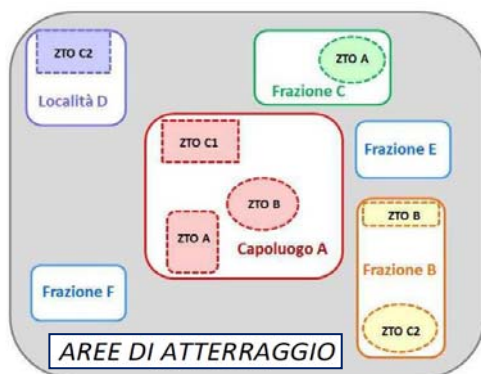 ZTO C2
Località D
ZTO A
Frazione C
ZTO C1
ZTO B
ZTO A
Capoluogo A
Frazione E
ZTO B
Frazione B
ZTO C2
Frazione F
AREE DI ATTERRAGGIO